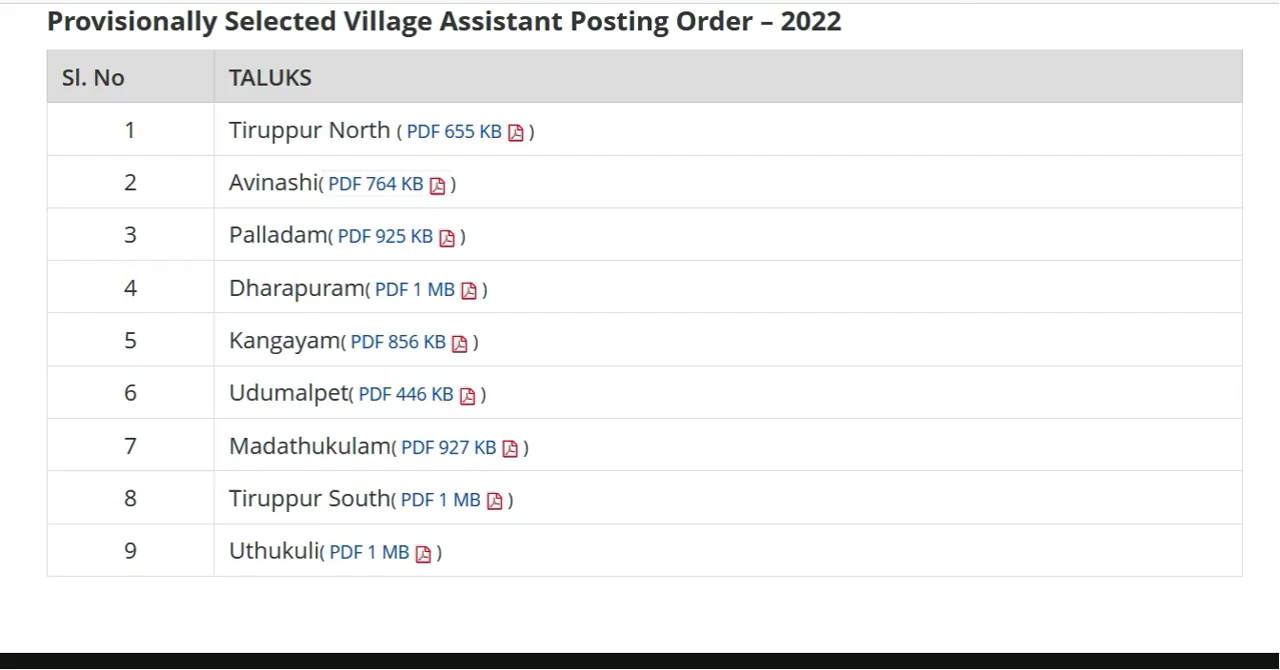 Provisionally Selected Village Assistant Posting Order – 2022
Sl. No TALUKS
1 Tiruppur North ( PDF 655 KB )
2 Avinashi( PDF 764 KB )
3 Palladam( PDF 925 KB )
4 Dharapuram( PDF 1 MB )
5 Kangayam( PDF 856 KB )
6 Udumalpet( PDF 446 KB )
7 Madathukulam( PDF 927 KB )
8 Tiruppur South( PDF 1 MB )
9 Uthukuli( PDF 1 MB )